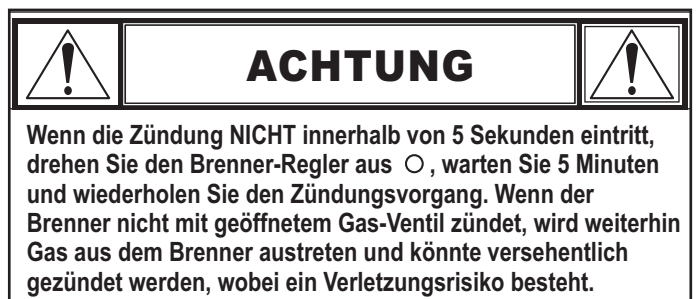 ACHTUNG
Wenn die Zündung NICHT innerhalb von 5 Sekunden eintritt,
drehen Sie den Brenner-Regler aus ○ , warten Sie 5 Minuten
und wiederholen Sie den Zündungsvorgang. Wenn der
Brenner nicht mit geöffnetem Gas-Ventil zündet, wird weiterhin
Gas aus dem Brenner austreten und könnte versehentlich
gezündet werden, wobei ein Verletzungsrisiko besteht.